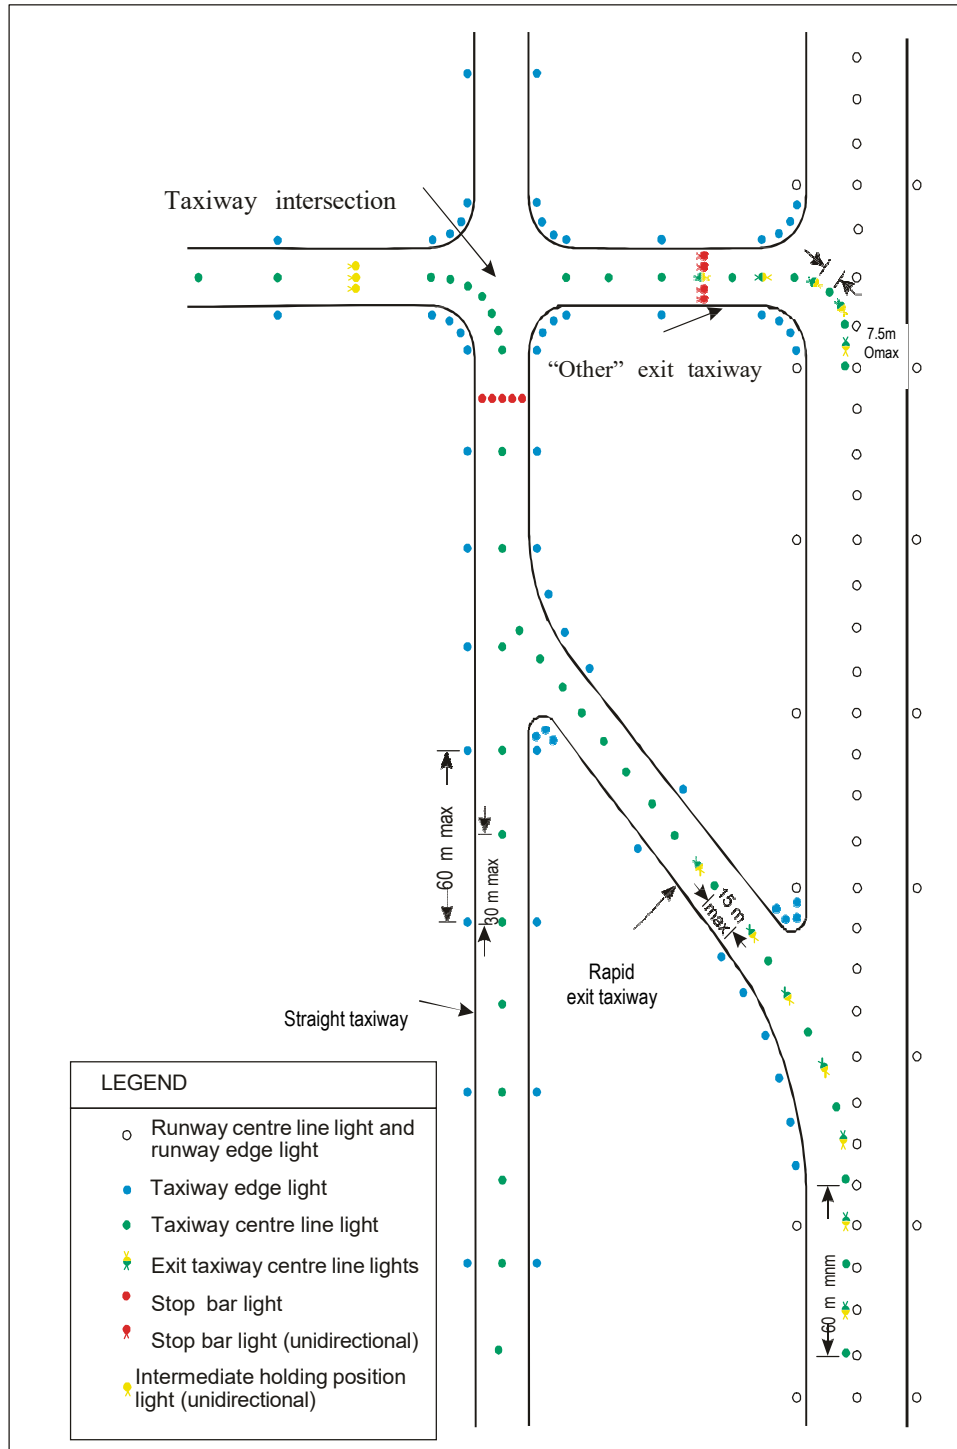 Taxiway intersection
7.5m
Omax
“Other” exit taxiway
60 m max
30 m max
15 m
max
Rapid
exit taxiway
Straight taxiway
60 m mnm
LEGEND
Runway centre line light and
runway edge light
Taxiway edge light
Taxiway centre line light
Exit taxiway centre line lights
Stop bar light
Stop bar light (unidirectional)
Intermediate holding position
light (unidirectional)